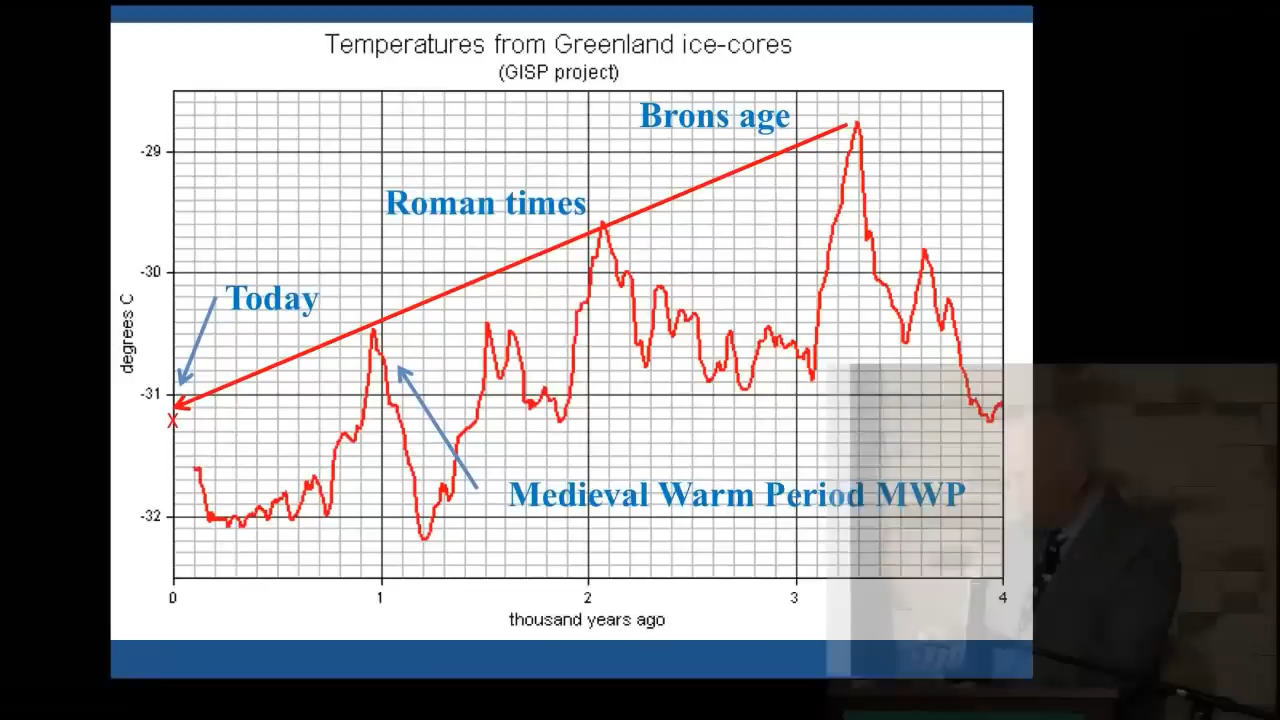 Temperatures from Greenland ice-cores
(GISP project)
Brons age
-29
Roman times
-30
Today
degrees C
-31
X
Medieval Warm Period MWP
-32
0 1 2 3 4
thousand years ago